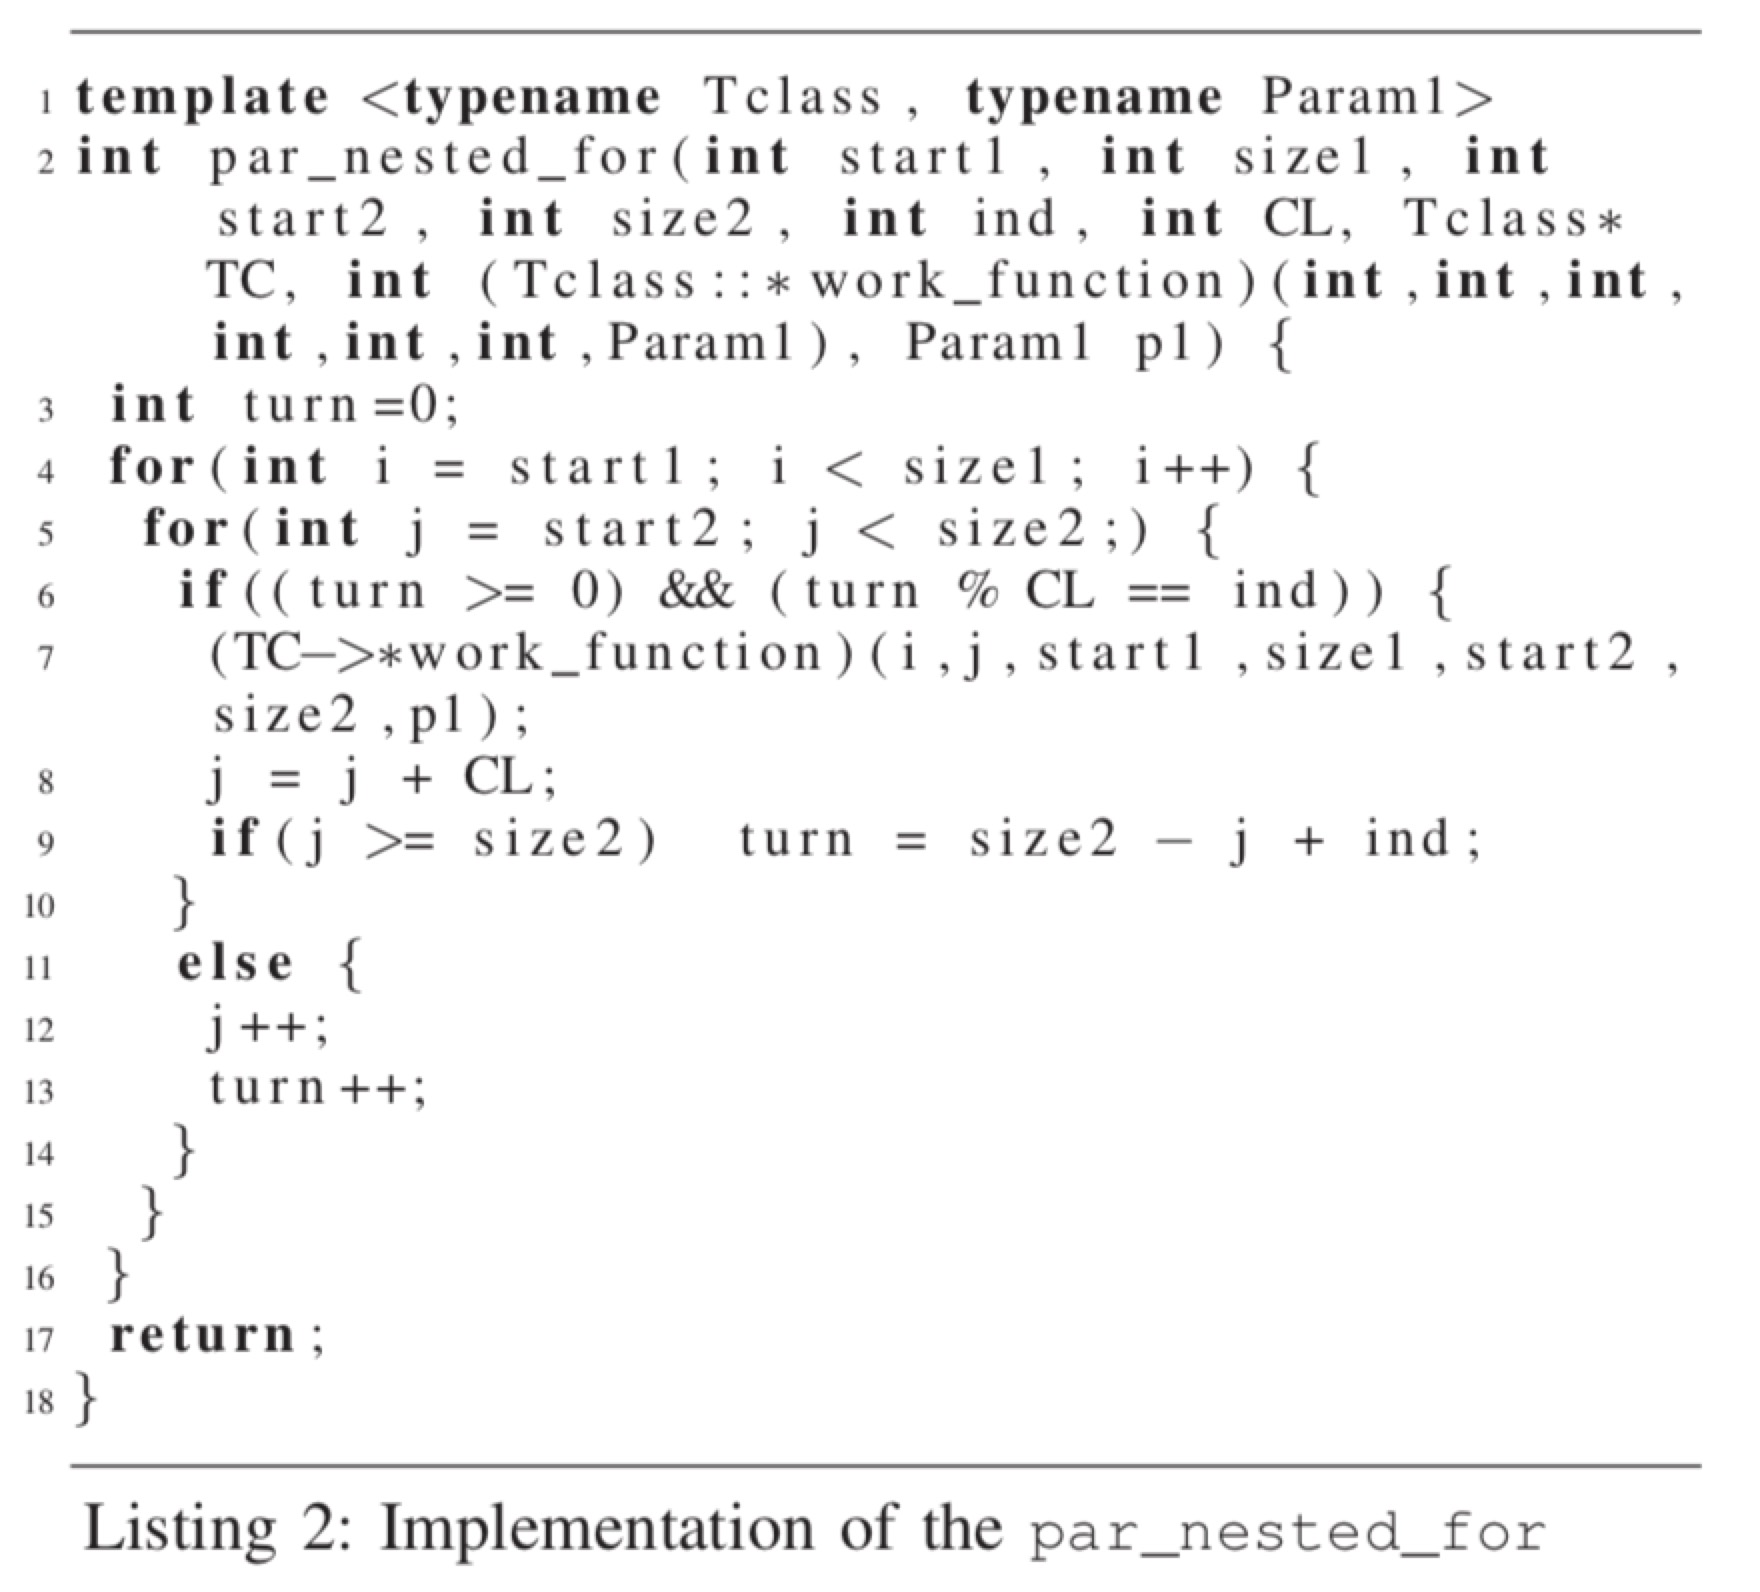 1 template <typename Tclass, typename Param1>
2 int par_nested_for(int start1, int size1, int
start2, int size2, int ind, int CL, Tclass*
TC, int (Tclass::*work_function)(int,int,int,
int,int,int,Param1), Param1 p1) {
3 int turn=0;
4 for(int i = start1; i < size1; i++) {
5 for(int j = start2; j < size2;) {
6 if((turn >= 0) && (turn % CL == ind)) {
7 (TC->*work_function)(i,j,start1,size1,start2,
size2,p1);
8 j = j + CL;
9 if(j >= size2) turn = size2 - j + ind;
10 }
11 else {
12 j++;
13 turn++;
14 }
15 }
16 }
17 return;
18 }
Listing 2: Implementation of the par_nested_for